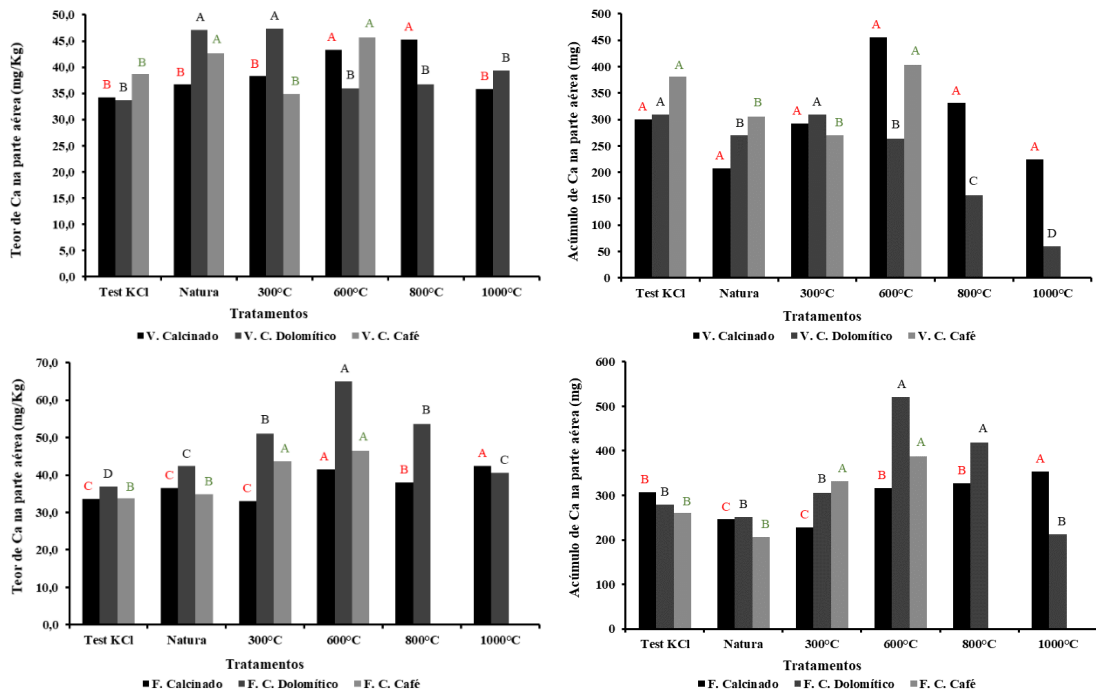 Teor de Ca na parte aérea (mg/Kg)
50,0
45,0
40,0
35,0
30,0
25,0
20,0
15,0
10,0
5,0
0,0
B B B
B A A
B A B
A B A
A B
B B
Test KCl Natura 300°C 600°C 800°C 1000°C
Tratamentos
V. Calcinado V. C. Dolomítico V. C. Café
Acúmulo de Ca na parte aérea (mg)
500
450
400
350
300
250
200
150
100
50
0
A A A
A B B
A A B
A B A
A C
A D
Test KCl Natura 300°C 600°C 800°C 1000°C
Tratamentos
V. Calcinado V. C. Dolomítico V. C. Café
Teor de Ca na parte aérea (mg/Kg)
70,0
60,0
50,0
40,0
30,0
20,0
10,0
0,0
C D B
C C B
C B A
A A A
B B
A C
Test KCl Natura 300°C 600°C 800°C 1000°C
Tratamentos
F. Calcinado F. C. Dolomítico F. C. Café
Acúmulo de Ca na parte aérea (mg)
600
500
400
300
200
100
0
B B B
C B B
C B A
B A A
B A
A B
Test KCl Natura 300°C 600°C 800°C 1000°C
Tratamentos
F. Calcinado F. C. Dolomítico F. C. Café